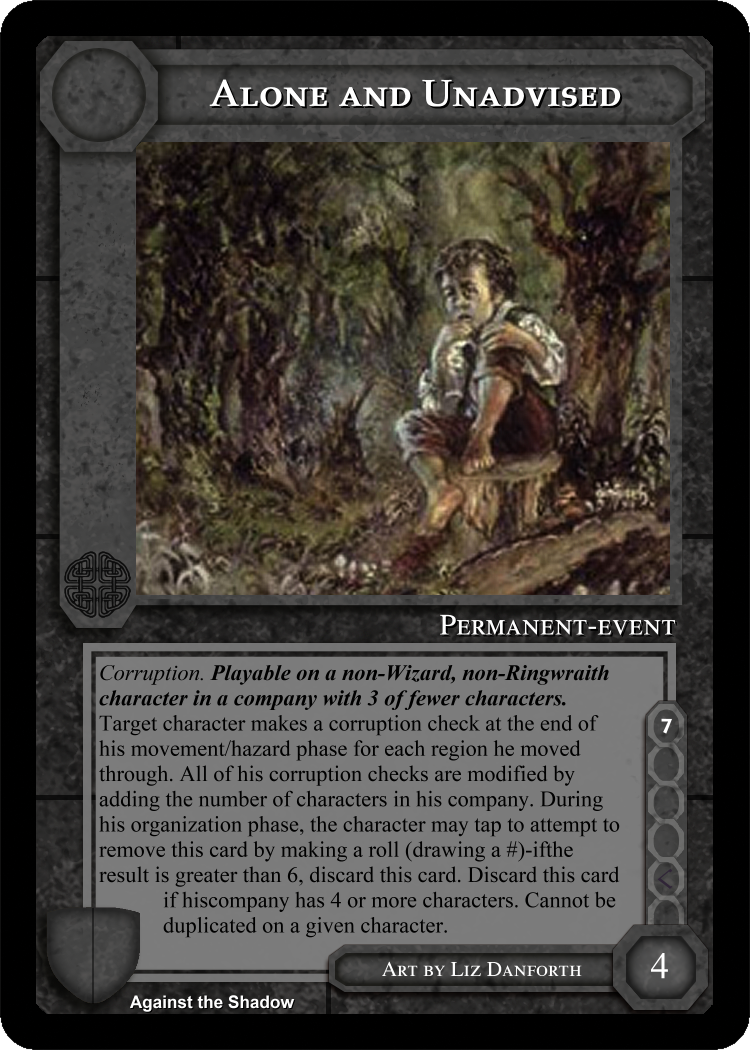 Alone and Unadvised
Permanent-event
Corruption. Playable on a non-Wizard, non-Ringwraith
character in a company with 3 of fewer characters.
Target character makes a corruption check at the end of
his movement/hazard phase for each region he moved
through. All of his corruption checks are modified by
adding the number of characters in his company. During
his organization phase, the character may tap to attempt to
remove this card by making a roll (drawing a #)-ifthe
result is greater than 6, discard this card. Discard this card
if hiscompany has 4 or more characters. Cannot be
duplicated on a given character.
7
Art by Liz Danforth
4
Against the Shadow